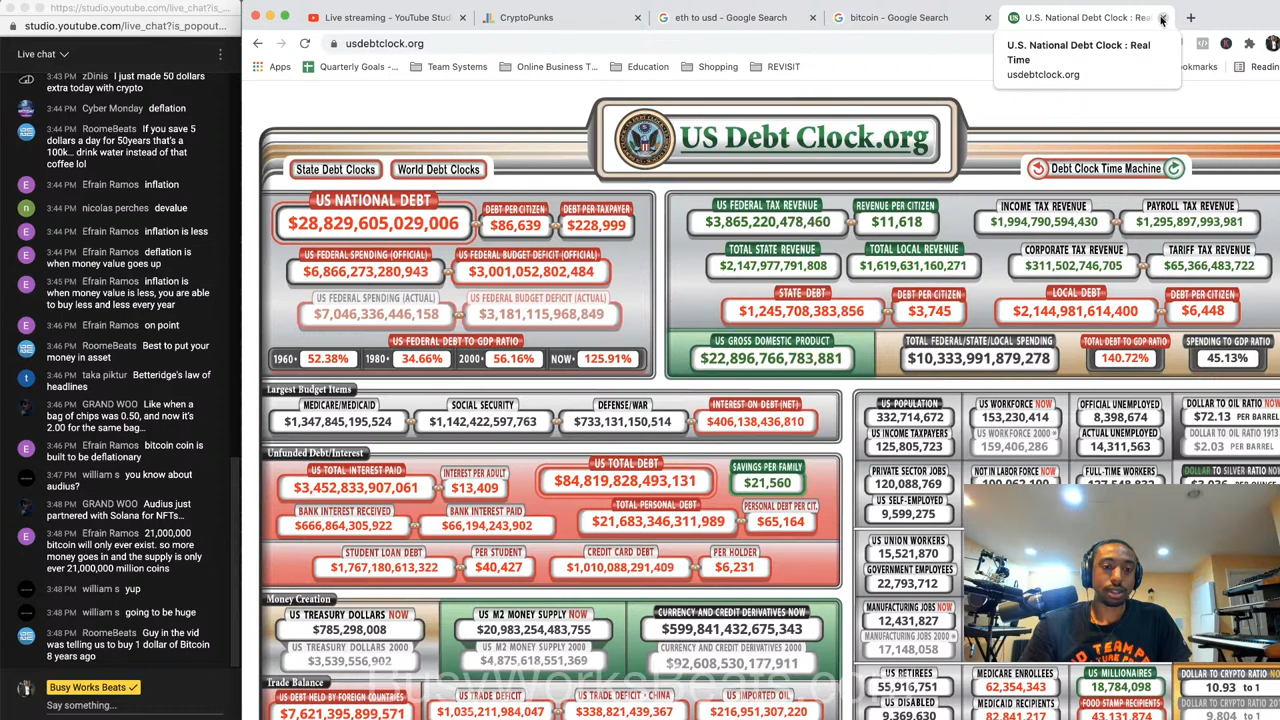 https://studio.youtube.com/live_chat?is_...
studio.youtube.com/live_chat?is_popout...
Live chat
3:43 PM zDinis I just made 50 dollars
extra today with crypto
3:44 PM Cyber Monday deflation
3:44 PM RoomeBeats If you save 5
dollars a day for 50years that's a
100k... drink water instead of that
coffee lol
3:44 PM Efrain Ramos inflation
3:44 PM nicolas perches devalue
3:44 PM Efrain Ramos inflation is less
3:44 PM Efrain Ramos deflation is
when money value goes up
3:45 PM Efrain Ramos inflation is
when money value is less, you are able
to buy less and less every year
3:46 PM Efrain Ramos on point
3:46 PM RoomeBeats Best to put your
money in asset
3:46 PM taka piktur Betteridge's law of
headlines
3:46 PM GRAND WOO Like when a
bag of chips was 0.50, and now it's
2.00 for the same bag...
3:46 PM Efrain Ramos bitcoin coin is
built to be deflationary
3:47 PM william s you know about
audius?
3:48 PM GRAND WOO Audius just
partnered with Solana for NFTs...
3:48 PM Efrain Ramos 21,000,000
bitcoin will only ever exist. so more
money goes in and the supply is only
ever 21,000,000 million coins
3:48 PM william s yup
3:48 PM william s going to be huge
3:48 PM RoomeBeats Guy in the vid
was telling us to buy 1 dollar of Bitcoin
8 years ago
Busy Works Beats
Say something...
Live streaming - YouTube Stud
CryptoPunks
eth to usd - Google Search
bitcoin - Google Search
U.S. National Debt Clock : Rea
usdebtclock.org
Apps
Quarterly Goals -...
Team Systems
Online Business T...
Education
Shopping
REVISIT
okmarks
Readin
U.S. National Debt Clock : Real
Time
usdebtclock.org
US Debt Clock.org
State Debt Clocks
World Debt Clocks
Debt Clock Time Machine
US NATIONAL DEBT
$28,829,605,029,006
DEBT PER CITIZEN
$86,639
DEBT PER TAXPAYER
$228,999
US FEDERAL SPENDING (OFFICIAL)
$6,866,273,280,943
US FEDERAL BUDGET DEFICIT (OFFICIAL)
$3,001,052,802,484
US FEDERAL SPENDING (ACTUAL)
$7,046,336,446,158
US FEDERAL BUDGET DEFICIT (ACTUAL)
$3,181,115,968,849
US FEDERAL DEBT TO GDP RATIO
1960• 52.38% 1980• 34.66% 2000• 56.16% NOW• 125.91%
US FEDERAL TAX REVENUE
$3,865,220,478,460
REVENUE PER CITIZEN
$11,618
INCOME TAX REVENUE
$1,994,790,594,430
PAYROLL TAX REVENUE
$1,295,897,993,981
TOTAL STATE REVENUE
$2,147,977,791,808
TOTAL LOCAL REVENUE
$1,619,631,160,271
CORPORATE TAX REVENUE
$311,502,746,705
TARIFF TAX REVENUE
$65,366,483,722
STATE DEBT
$1,245,708,383,856
DEBT PER CITIZEN
$3,745
LOCAL DEBT
$2,144,981,614,400
DEBT PER CITIZEN
$6,448
US GROSS DOMESTIC PRODUCT
$22,896,766,783,881
TOTAL FEDERAL/STATE/LOCAL SPENDING
$10,333,991,879,278
TOTAL DEBT TO GDP RATIO
140.72%
SPENDING TO GDP RATIO
45.13%
Largest Budget Items
MEDICARE/MEDICAID
$1,347,845,195,524
SOCIAL SECURITY
$1,142,422,597,763
DEFENSE/WAR
$733,131,150,514
INTEREST ON DEBT (NET)
$406,138,436,810
Unfunded Debt/Interest
US TOTAL INTEREST PAID
$3,452,833,907,061
INTEREST PER ADULT
$13,409
US TOTAL DEBT
$84,819,828,493,131
SAVINGS PER FAMILY
$21,560
BANK INTEREST RECEIVED
$666,864,305,922
BANK INTEREST PAID
$66,194,243,902
TOTAL PERSONAL DEBT
$21,683,346,311,989
PERSONAL DEBT PER CIT.
$65,164
STUDENT LOAN DEBT
$1,767,180,613,322
PER STUDENT
$40,427
CREDIT CARD DEBT
$1,010,088,291,409
PER HOLDER
$6,231
Money Creation
US TREASURY DOLLARS NOW
$785,298,008
US TREASURY DOLLARS 2000
$3,539,556,902
US M2 MONEY SUPPLY NOW
$20,983,254,483,755
US M2 MONEY SUPPLY 2000
$4,875,618,551,369
CURRENCY AND CREDIT DERIVATIVES NOW
$599,841,432,675,343
CURRENCY AND CREDIT DERIVATIVES 2000
$92,608,530,177,911
Trade Balance
US DEBT HELD BY FOREIGN COUNTRIES
$7,621,395,899,571
US TRADE DEFICIT
$1,035,211,984,047
US TRADE DEFICIT - CHINA
$338,821,439,367
US IMPORTED OIL
$216,951,307,220
US POPULATION
332,714,672
US WORKFORCE NOW
153,230,414
OFFICIAL UNEMPLOYED
8,398,674
DOLLAR TO OIL RATIO NOW
$72.13 PER BARREL
US INCOME TAXPAYERS
125,805,723
US WORKFORCE 2000
159,406,286
ACTUAL UNEMPLOYED
14,311,563
DOLLAR TO OIL RATIO 1913
$2.03 PER BARREL
PRIVATE SECTOR JOBS
120,088,769
NOT IN LABOR FORCE NOW
FULL-TIME WORKERS
DOLLAR TO SILVER RATIO
US SELF-EMPLOYED
9,599,275
US UNION WORKERS
15,521,870
GOVERNMENT EMPLOYEES
22,793,712
MANUFACTURING JOBS NOW
12,431,827
MANUFACTURING JOBS 2000
17,148,058
US RETIREES
55,916,751
MEDICARE ENROLLEES
62,354,343
US MILLIONAIRES
18,784,098
DOLLAR TO CRYPTO RATIO
10.93 to 1
US DISABLED
9,369,630
MEDICAID RECIPIENTS
82,841,217
FOOD STAMP RECIPIENTS
43,131,874
DOLLAR TO CRYPTO RATIO
9,804 to 1